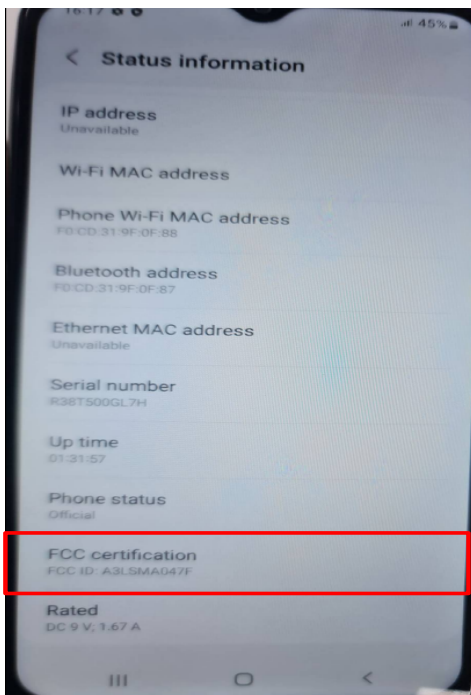 16:17
45%
Status information
IP address
Unavailable
Wi-Fi MAC address
Phone Wi-Fi MAC address
F0:CD:31:9F:0F:88
Bluetooth address
F0:CD:31:9F:0F:87
Ethernet MAC address
Unavailable
Serial number
R38T500GL7H
Up time
01:31:57
Phone status
Official
FCC certification
FCC ID: A3LSMA047F
Rated
DC 9 V, 1.67 A